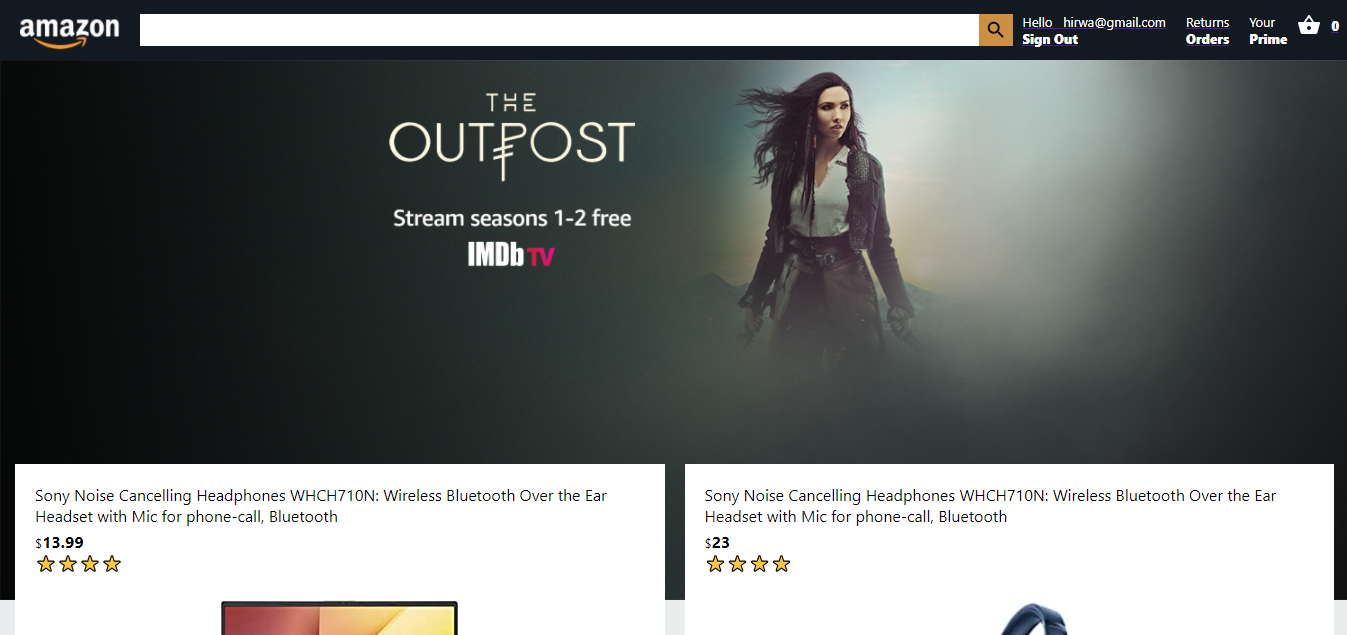 amazon
Hello hirwa@gmail.com
Sign Out
Returns
Orders
Your
Prime
0
THE
OUTPOST
Stream seasons 1-2 free
IMDb TV
Sony Noise Cancelling Headphones WHCH710N: Wireless Bluetooth Over the Ear
Headset with Mic for phone-call, Bluetooth
$13.99
Sony Noise Cancelling Headphones WHCH710N: Wireless Bluetooth Over the Ear
Headset with Mic for phone-call, Bluetooth
$23